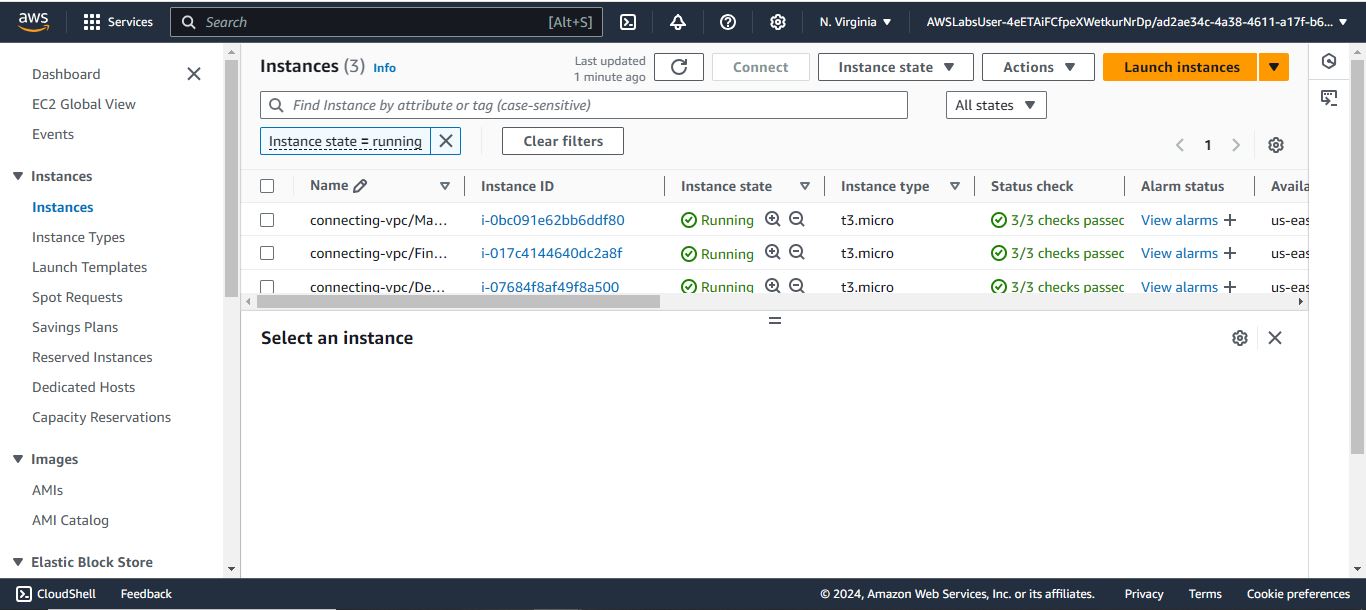 aws Services Search [Alt+S] N. Virginia AWSLabsUser-4eETAiFCfpeXWetkurNrDp/ad2ae34c-4a38-4611-a17f-b6...
Dashboard
EC2 Global View
Events
Instances
Instances
Instance Types
Launch Templates
Spot Requests
Savings Plans
Reserved Instances
Dedicated Hosts
Capacity Reservations
Images
AMIs
AMI Catalog
Elastic Block Store
Instances (3) Info
Last updated
1 minute ago
Connect Instance state Actions Launch instances
Find Instance by attribute or tag (case-sensitive) All states
Instance state = running Clear filters
1
Name Instance ID Instance state Instance type Status check Alarm status Availa
connecting-vpc/Ma... i-0bc091e62bb6ddf80 Running t3.micro 3/3 checks passed View alarms + us-eas
connecting-vpc/Fin... i-017c4144640dc2a8f Running t3.micro 3/3 checks passed View alarms + us-eas
connecting-vpc/De... i-07684f8af49f8a500 Running t3.micro 3/3 checks passed View alarms + us-eas
Select an instance
CloudShell Feedback © 2024, Amazon Web Services, Inc. or its affiliates. Privacy Terms Cookie preferences